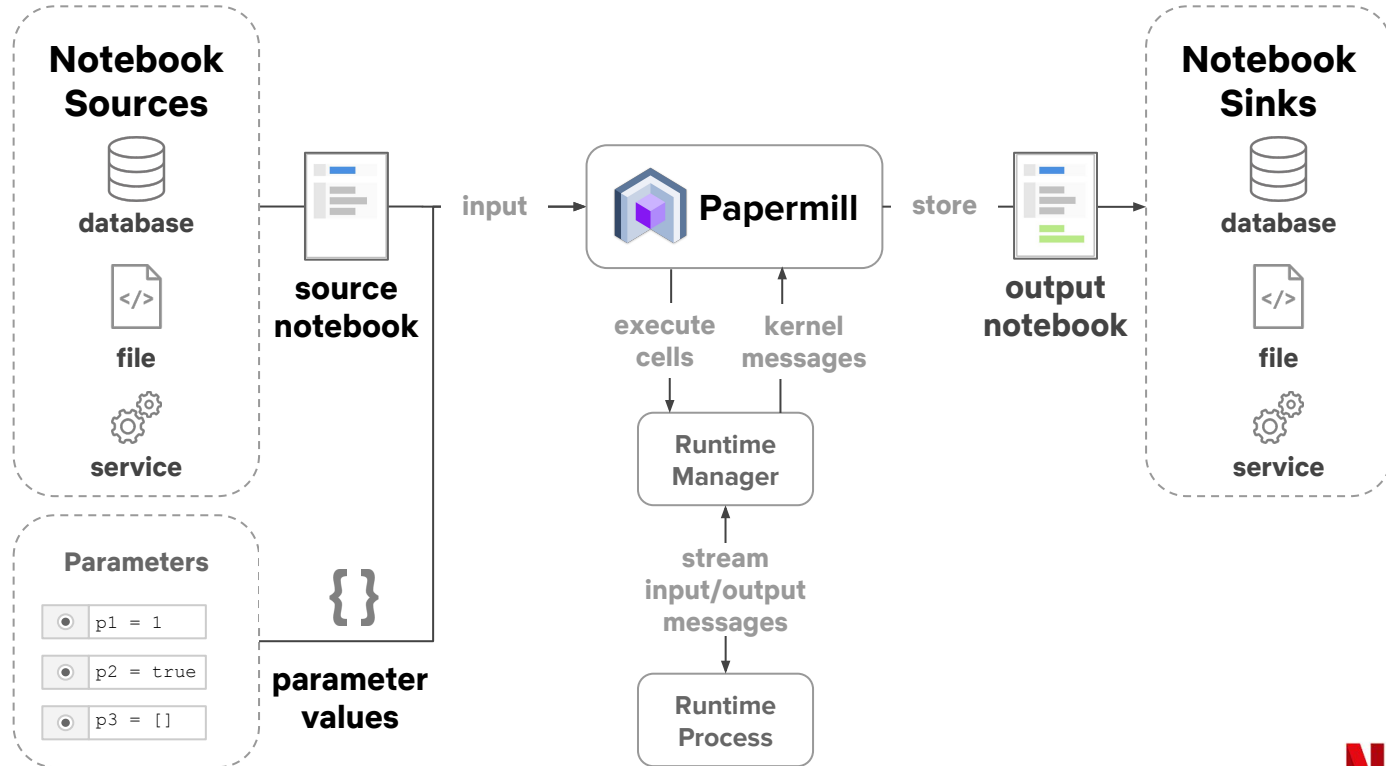 Notebook
Sources
database
</>
file
service
Parameters
p1 = 1
p2 = true
p3 = []
source
notebook
{ }
parameter
values
input
Papermill
execute
cells
kernel
messages
Runtime
Manager
stream
input/output
messages
Runtime
Process
store
output
notebook
Notebook
Sinks
database
</>
file
service
N